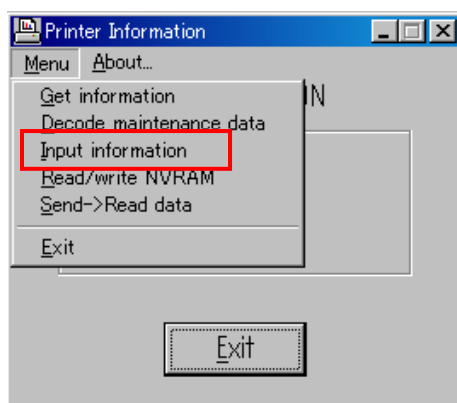 Printer Information
Menu About...
Get information
IN
Decode maintenance data
Input information
Read/write NVRAM
Send->Read data
Exit
Exit